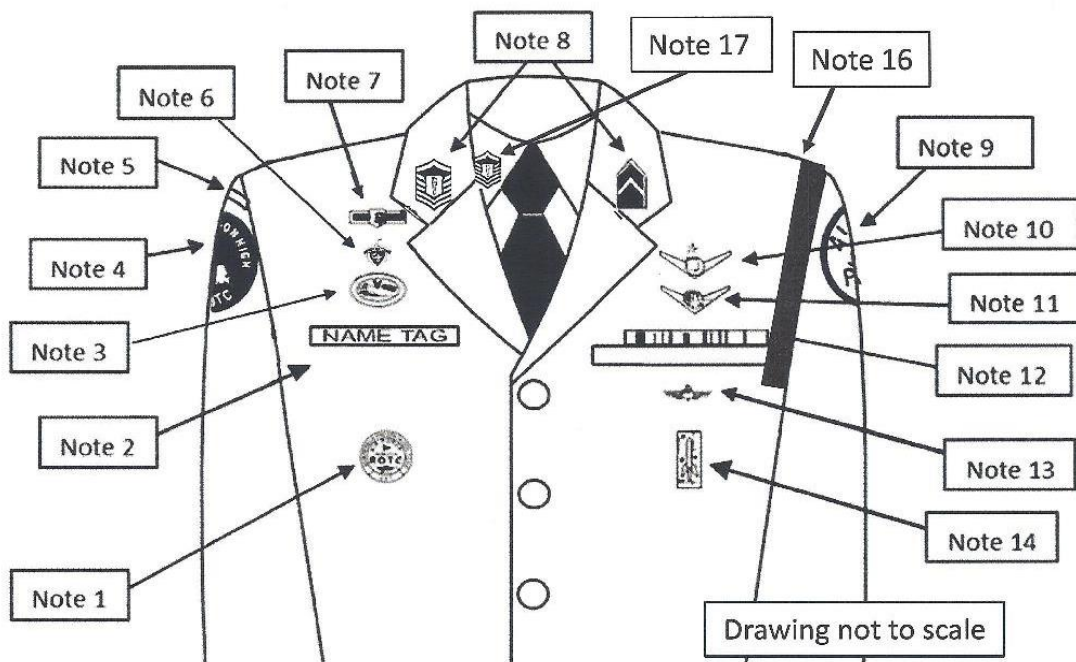 Note 8
Note 17
Note 16
Note 7
Note 6
Note 9
Note 5
Note 10
Note 4
Note 11
Note 3
NAME TAG
Note 12
Note 2
Note 13
ROTC
Note 14
Note 1
Drawing not to scale